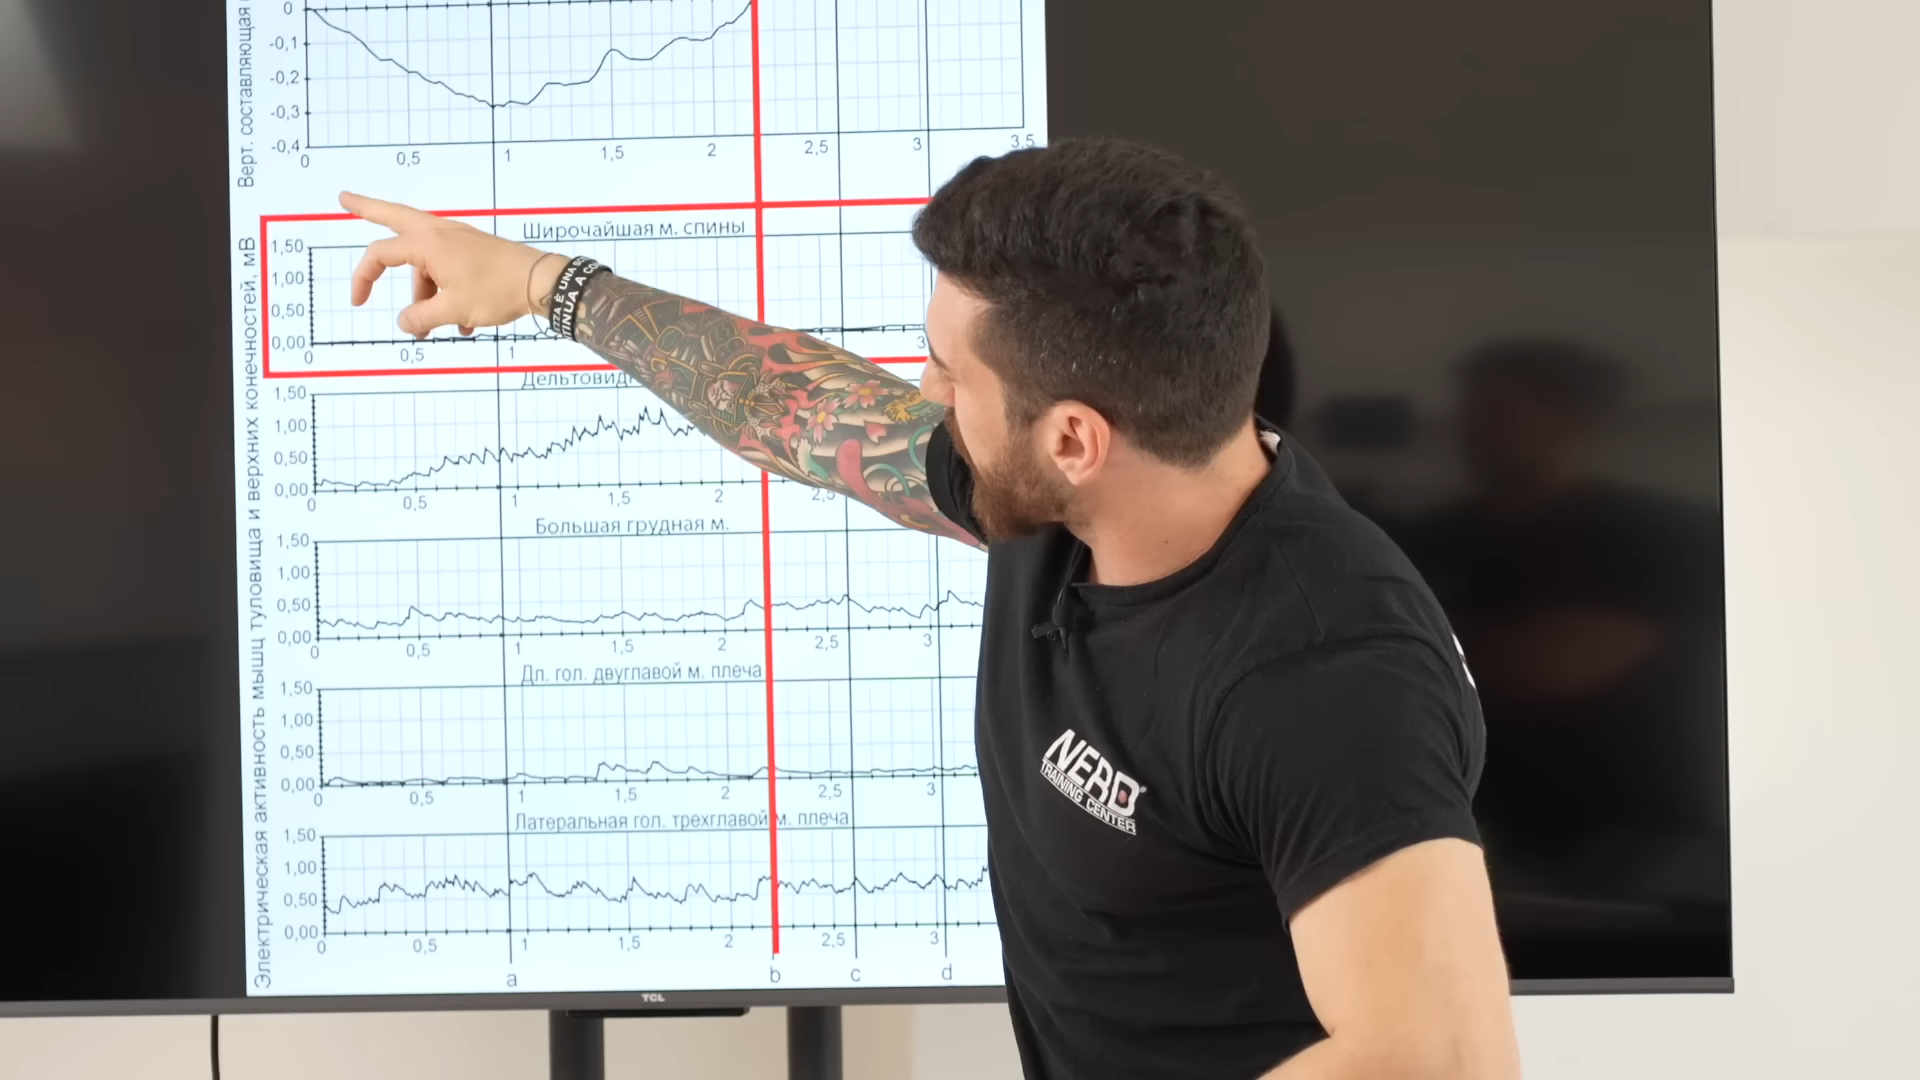 Верт. составляющая
0
-0,1
-0,2
-0,3
-0,4
0 0,5 1 1,5 2 2,5 3 3,5
Электрическая активность мышц туловища и верхних конечностей, мВ
Широчайшая м. спины
1,50
1,00
0,50
0,00
0 0,5 1 3
1,50
1,00
0,50
0,00
0 0,5 1 1,5 2 2,5
Большая грудная м.
1,50
1,00
0,50
0,00
0 0,5 1 1,5 2 2,5 3
Дл. гол. двуглавой м. плеча
1,50
1,00
0,50
0,00
0 0,5 1 1,5 2 2,5 3
Латеральная гол. трехглавой м. плеча
1,50
1,00
0,50
0,00
0 0,5 1 1,5 2 2,5 3
a b c d
TCL
È UNA
A
NERD
TRAINING CENTER